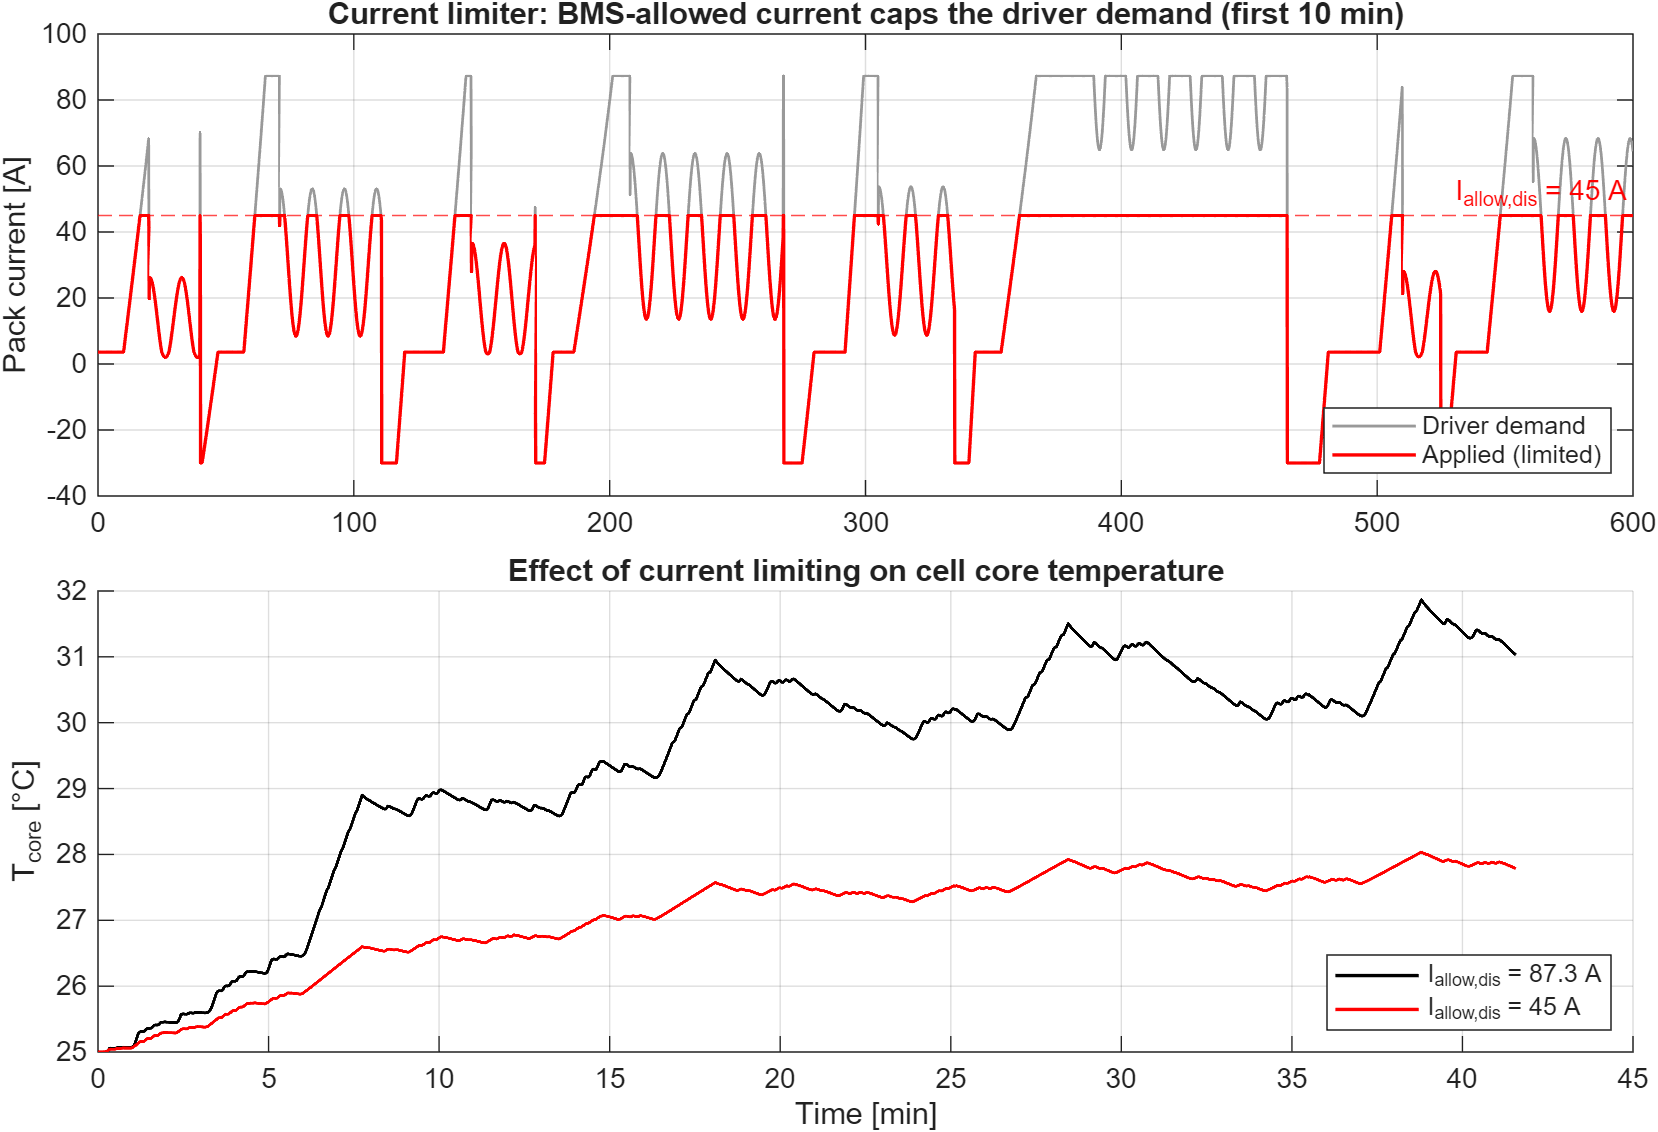 Current limiter: BMS-allowed current caps the driver demand (first 10 min)
Pack current [A]
100
80
60
40
20
0
-20
-40
I_allow,dis = 45 A
Driver demand
Applied (limited)
0 100 200 300 400 500 600
Effect of current limiting on cell core temperature
T_core [°C]
32
31
30
29
28
27
26
25
I_allow,dis = 87.3 A
I_allow,dis = 45 A
0 5 10 15 20 25 30 35 40 45
Time [min]